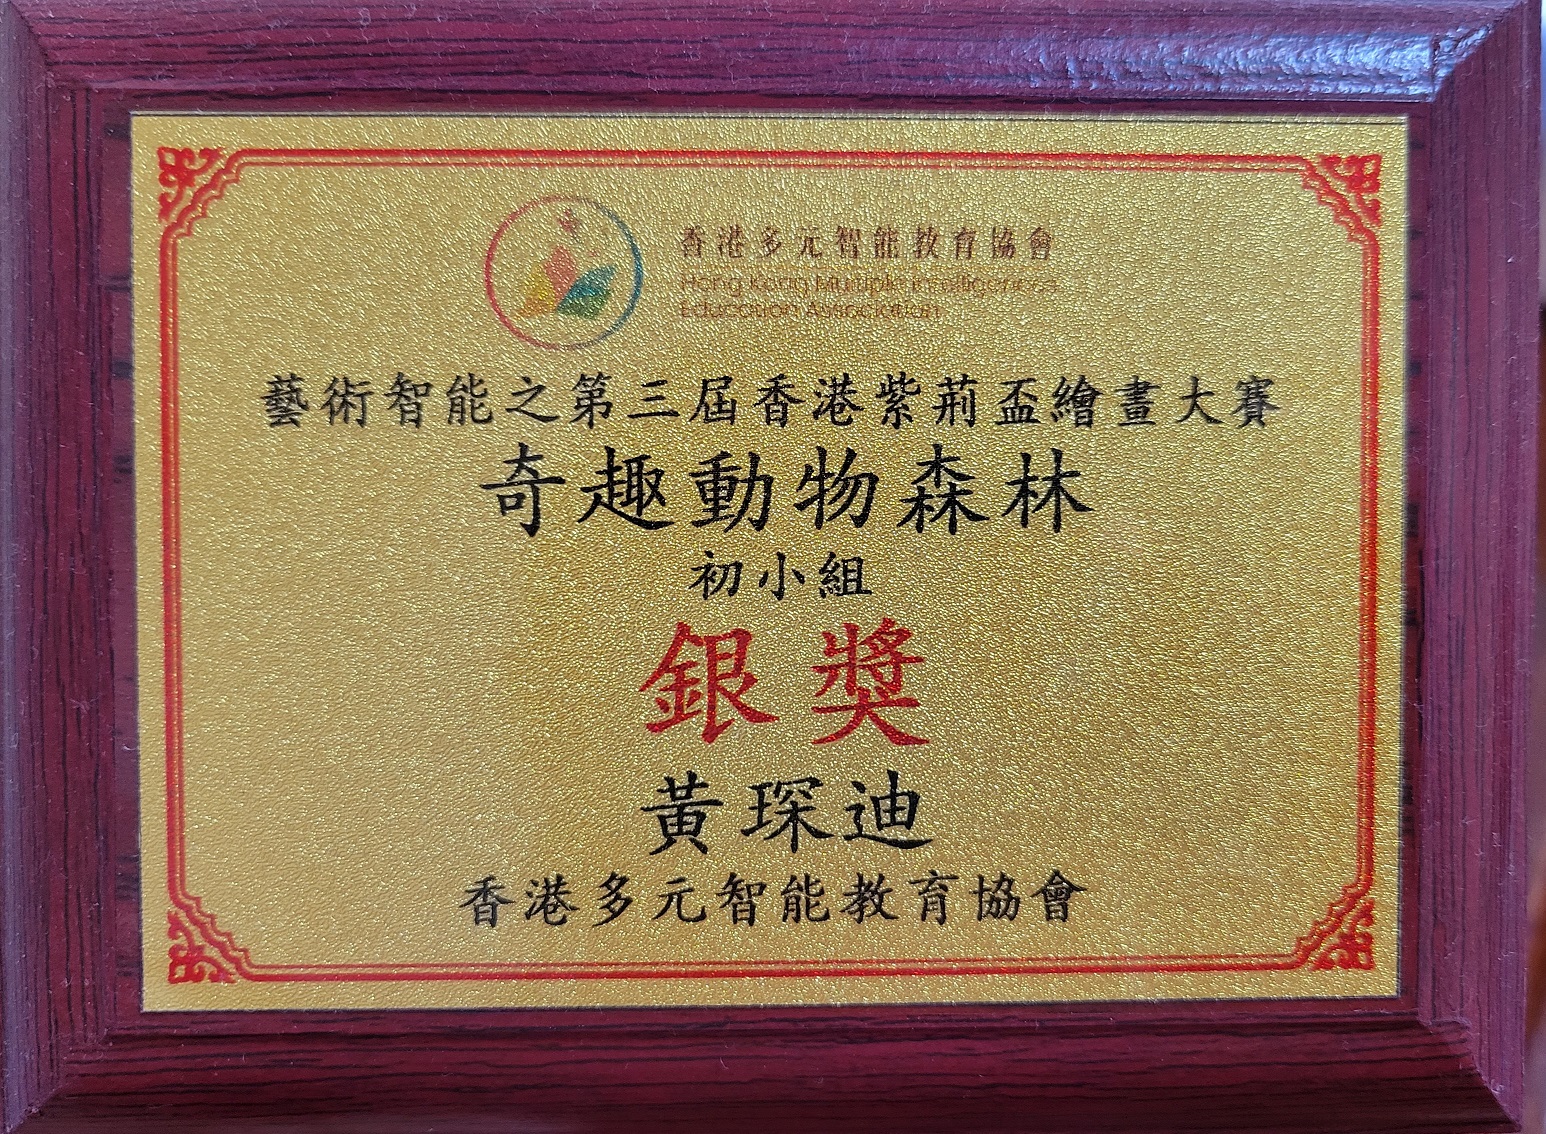 香港多元智能教育協會
Hong Kong Multiple Intelligences
Education Association
藝術智能之第三屆香港紫荊盃繪畫大賽
奇趣動物森林
初小組
銀獎
黃琛迪
香港多元智能教育協會